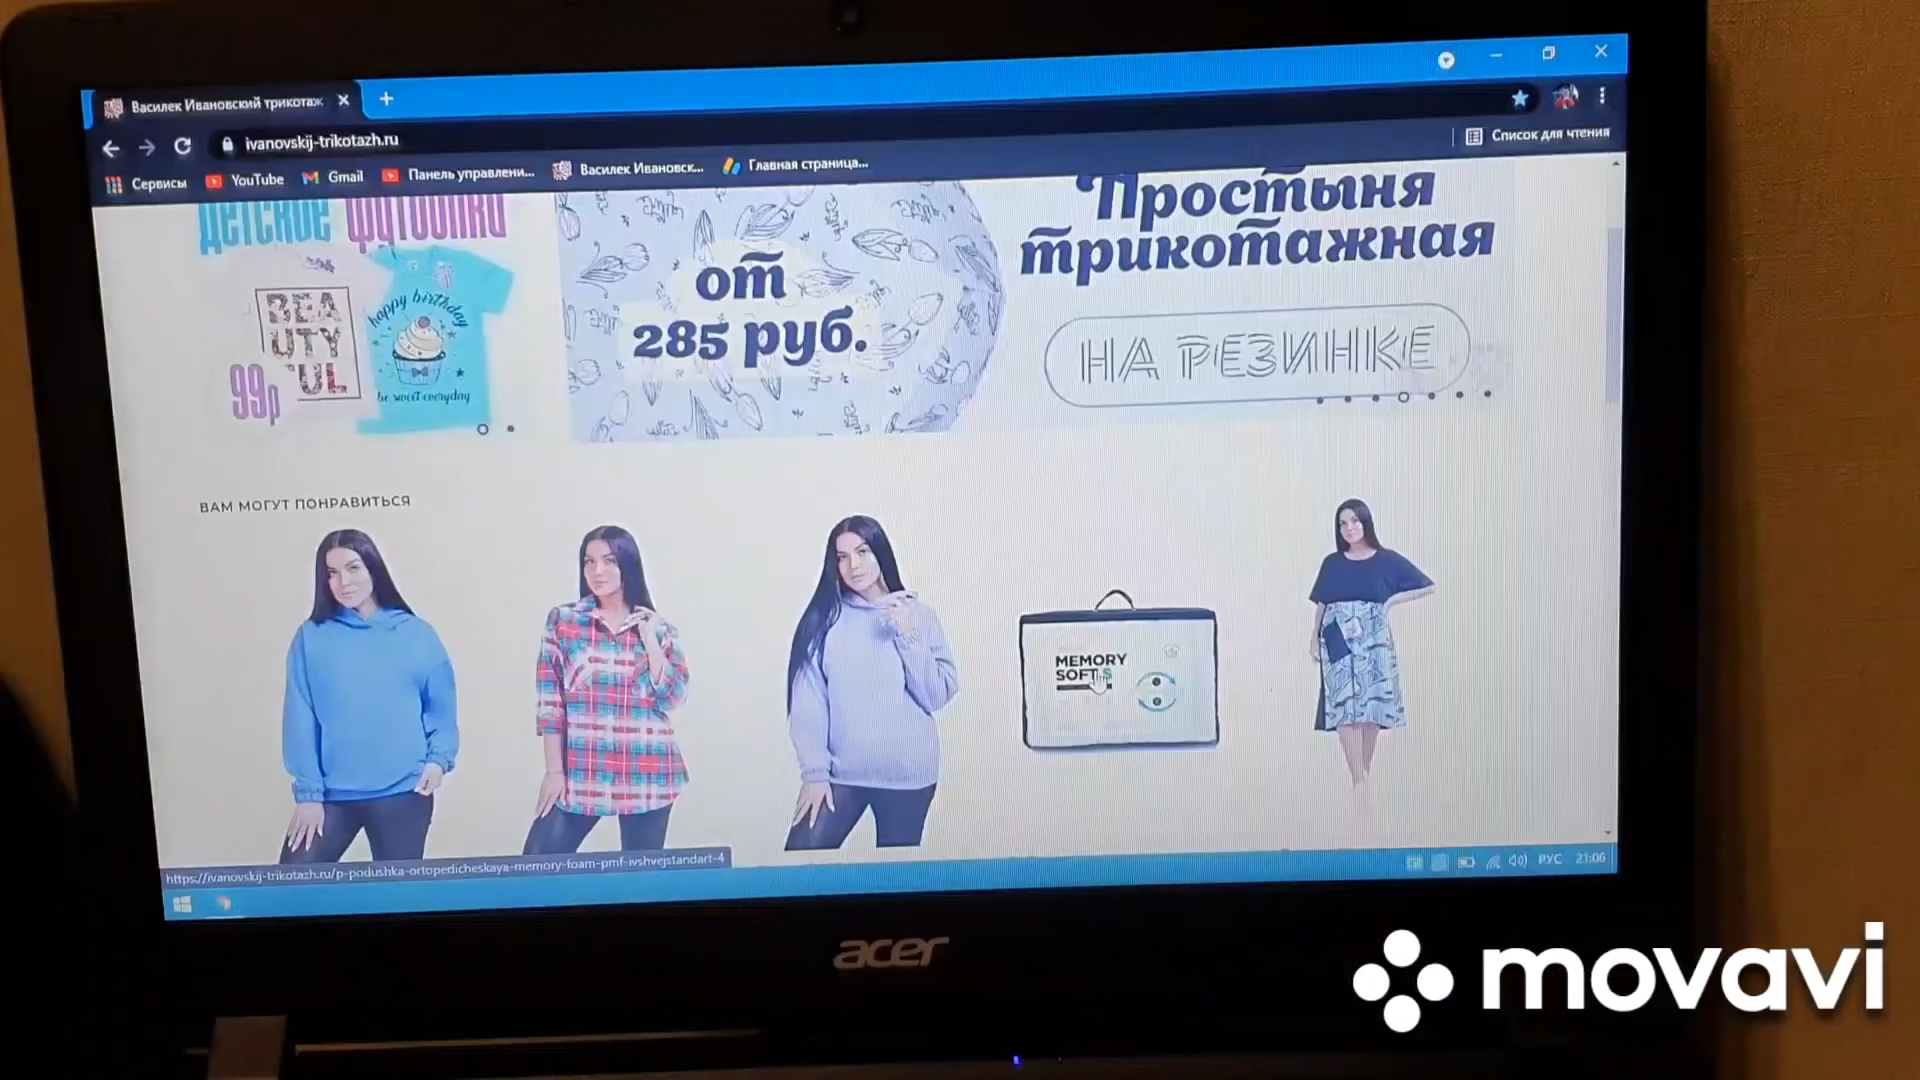 Василек Ивановский трикотаж
ivanovskij-trikotazh.ru
Список для чтения
Сервисы
YouTube
Gmail
Панель управлени...
Василек Ивановск...
Главная страница...
детское футболки
BEA
UTY
FUL
99р
happy birthday
be sweet everyday
от
285 руб.
Простыня
трикотажная
НА РЕЗИНКЕ
ВАМ МОГУТ ПОНРАВИТЬСЯ
MEMORY
SOFT
https://ivanovskij-trikotazh.ru/p-podushka-ortopedicheskaya-memory-foam-pmf-ivshvejstandart-4
РУС
21:06
acer
movavi